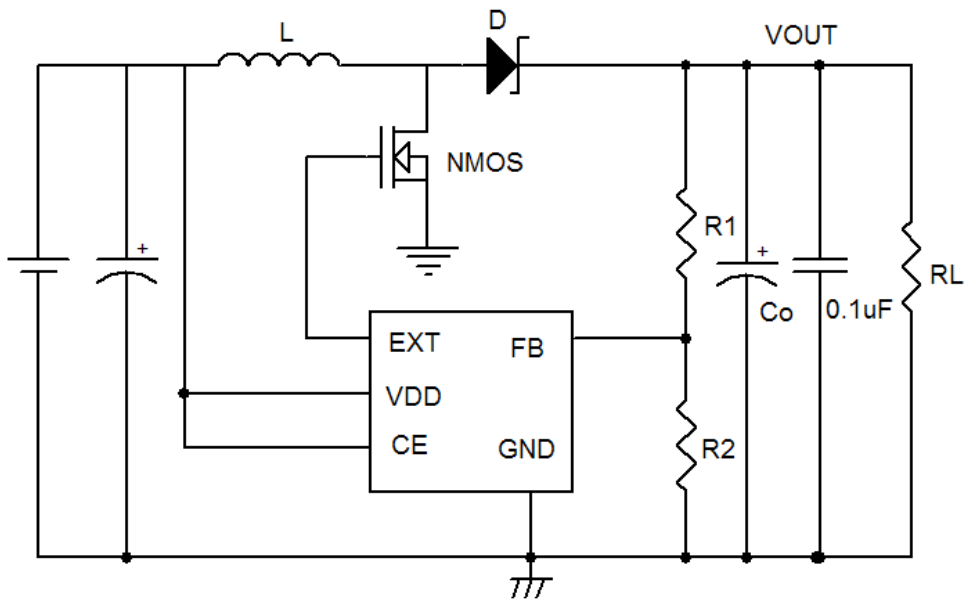 L
D
VOUT
+
NMOS
R1
+
Co
0.1uF
RL
EXT
FB
VDD
CE
GND
R2